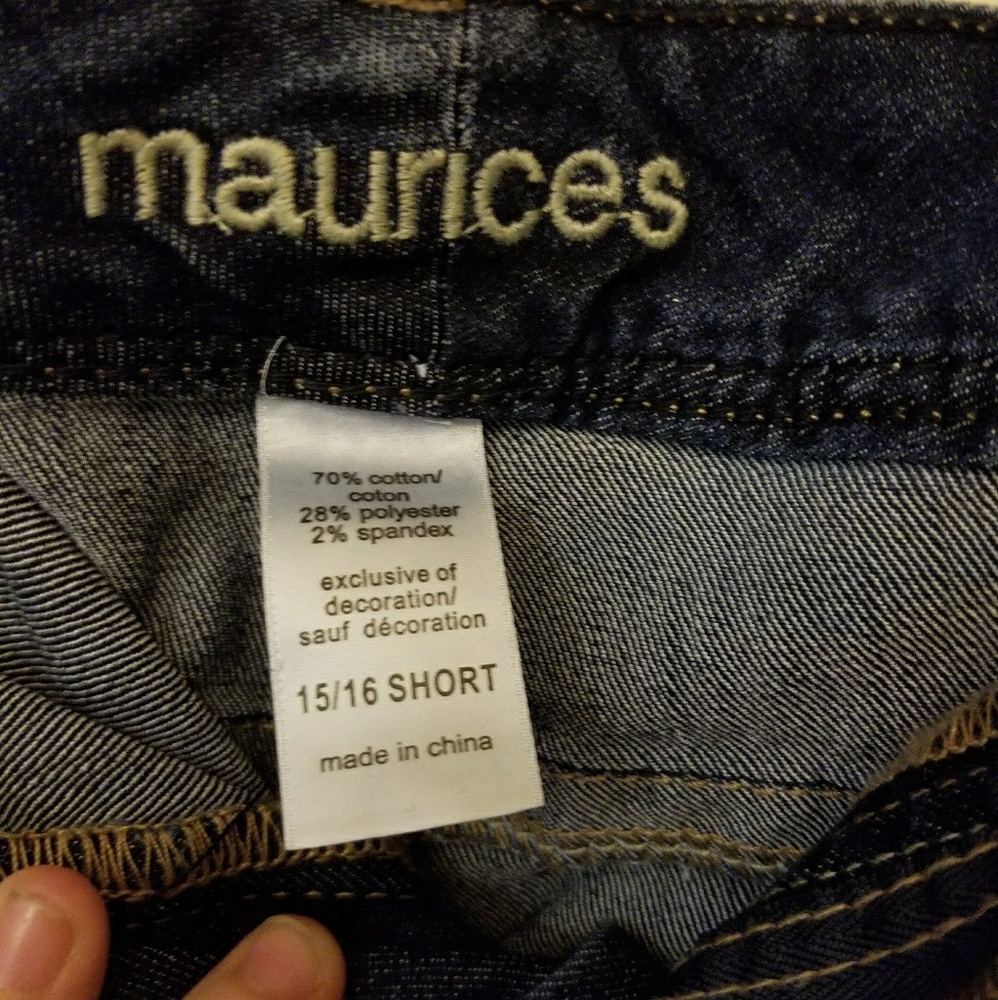 maurices
70% cotton/
coton
28% polyester
2% spandex
exclusive of
decoration/
sauf décoration
15/16 SHORT
made in china